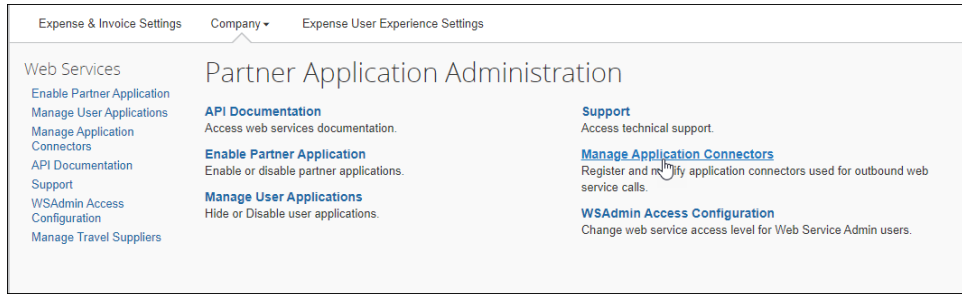 Expense & Invoice Settings
Company
Expense User Experience Settings
Web Services
Enable Partner Application
Manage User Applications
Manage Application
Connectors
API Documentation
Support
WSAdmin Access
Configuration
Manage Travel Suppliers
Partner Application Administration
API Documentation
Access web services documentation.
Enable Partner Application
Enable or disable partner applications.
Manage User Applications
Hide or Disable user applications.
Support
Access technical support.
Manage Application Connectors
Register and application connectors used for outbound web
service calls.
WSAdmin Access Configuration
Change web service access level for Web Service Admin users.